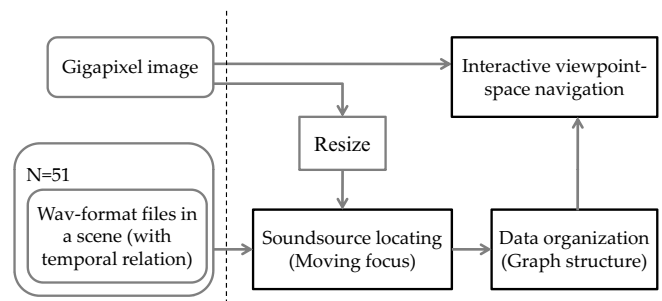 Gigapixel image
Interactive viewpoint-
space navigation
Resize
N=51
Wav-format files in
a scene (with
temporal relation)
Soundsource locating
(Moving focus)
Data organization
(Graph structure)